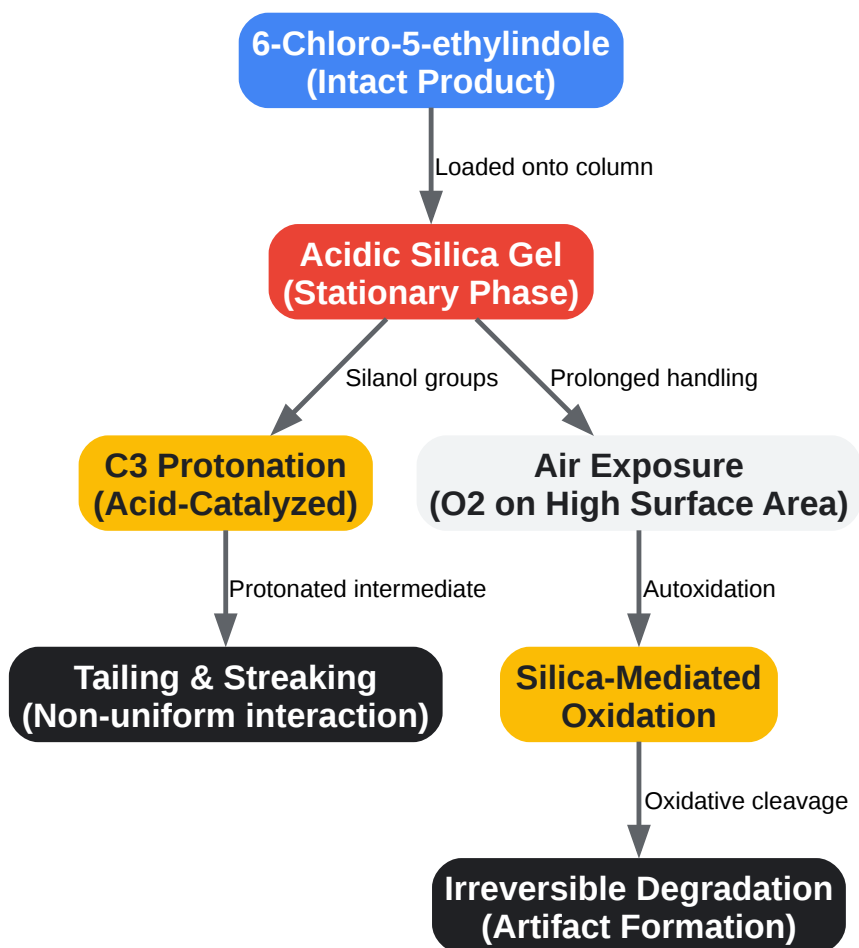 6-Chloro-5-ethylindole
(Intact Product)
Loaded onto column
Acidic Silica Gel
(Stationary Phase)
Silanol groups
Prolonged handling
C3 Protonation
(Acid-Catalyzed)
Air Exposure
(O2 on High Surface Area)
Protonated intermediate
Autoxidation
Tailing & Streaking
(Non-uniform interaction)
Silica-Mediated
Oxidation
Oxidative cleavage
Irreversible Degradation
(Artifact Formation)